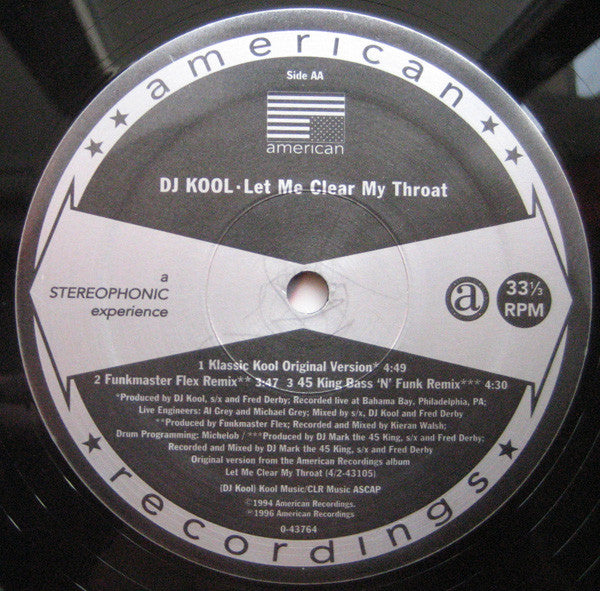 american
Side AA
american
DJ KOOL · Let Me Clear My Throat
a
STEREOPHONIC
experience
a
33⅓
RPM
1 Klassic Kool Original Version* 4:49
2 Funkmaster Flex Remix** 3:47 3 45 King Bass 'N' Funk Remix*** 4:30
*Produced by DJ Kool, s/x and Fred Derby; Recorded live at Bahama Bay, Philadelphia, PA;
Live Engineers: Al Grey and Michael Grey; Mixed by s/x, DJ Kool and Fred Derby
**Produced by Funkmaster Flex; Recorded and Mixed by Kieran Walsh;
Drum Programming: Michelob / ***Produced by DJ Mark the 45 King, s/x and Fred Derby;
Recorded and Mixed by DJ Mark the 45 King, s/x and Fred Derby
Original version from the American Recordings album
Let Me Clear My Throat (4/2-43105)
(DJ Kool) Kool Music/CLR Music ASCAP
©1994 American Recordings.
℗1996 American Recordings
0-43764
recordings